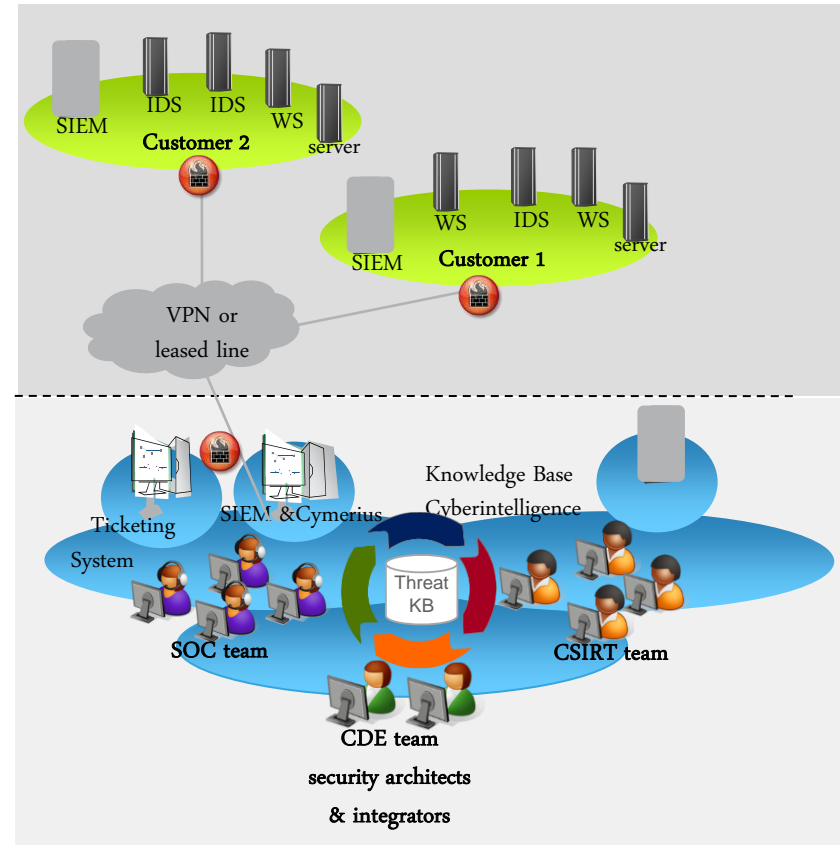 IDS
IDS
SIEM
WS
Customer 2
server
WS
IDS
WS
server
SIEM
Customer 1
VPN or
leased line
Knowledge Base
Cyberintelligence
Ticketing
System
SIEM &Cymerius
Threat
KB
SOC team
CSIRT team
CDE team
security architects
& integrators